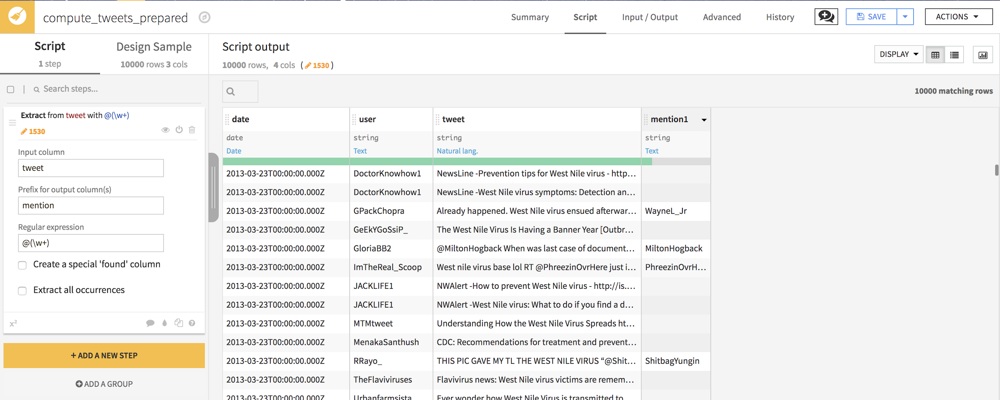 compute_tweets_prepared
Summary Script Input / Output Advanced History SAVE ACTIONS
Script
1 step
Design Sample
10000 rows 3 cols
Search steps...
Extract from tweet with @(\w+)
1530
Input column
tweet
Prefix for output column(s)
mention
Regular expression
@(\w+)
Create a special 'found' column
Extract all occurrences
x²
+ ADD A NEW STEP
ADD A GROUP
Script output
10000 rows, 4 cols ( 1530 )
DISPLAY
10000 matching rows
date user tweet mention1
date string string string
Date Text Natural lang. Text
2013-03-23T00:00:00.000Z DoctorKnowhow1 NewsLine -Prevention tips for West Nile virus - http...
2013-03-23T00:00:00.000Z DoctorKnowhow1 NewsLine -West Nile virus symptoms: Detection an...
2013-03-23T00:00:00.000Z GPackChopra Already happened. West Nile virus ensued afterwar... WayneL_Jr
2013-03-23T00:00:00.000Z GeEkYGoSsiP_ The West Nile Virus Is Having a Banner Year [Outbr...
2013-03-23T00:00:00.000Z GloriaBB2 @MiltonHogback When was last case of document... MiltonHogback
2013-03-23T00:00:00.000Z ImTheReal_Scoop West nile virus base lol RT @PhreezinOvrHere just i... PhreezinOvrH...
2013-03-23T00:00:00.000Z JACKLIFE1 NWAlert -How to prevent West Nile virus - http://is....
2013-03-23T00:00:00.000Z JACKLIFE1 NWAlert -West Nile virus: What to do if you find a d...
2013-03-23T00:00:00.000Z MTMtweet Understanding How the West Nile Virus Spreads ht...
2013-03-23T00:00:00.000Z MenakaSanthush CDC: Recommendations for treatment and prevent...
2013-03-23T00:00:00.000Z RRayo_ THIS PIC GAVE MY TL THE WEST NILE VIRUS “@Shit... ShitbagYungin
2013-03-23T00:00:00.000Z TheFlaviviruses Flavivirus news: West Nile virus victims are remem...
2013-03-23T00:00:00.000Z Urbanfarmsista Ever wonder how West Nile Virus is transmitted to